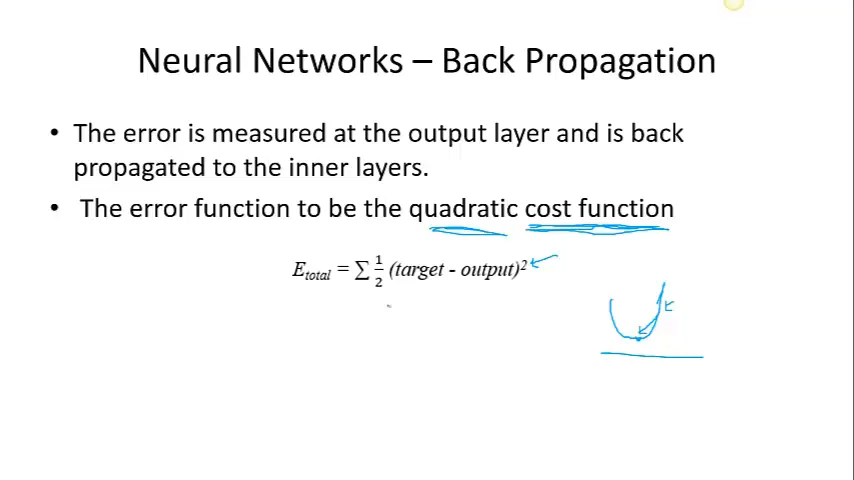 Neural Networks – Back Propagation
• The error is measured at the output layer and is back
propagated to the inner layers.
• The error function to be the quadratic cost function
E_total = ∑ ½ (target - output)²